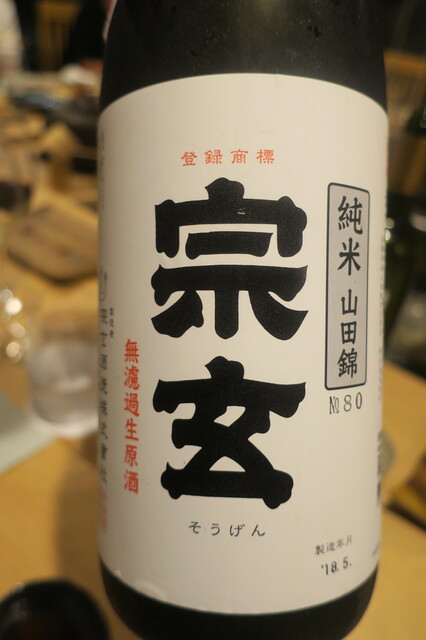 登録商標
宗玄
そうげん
純米 山田錦
№80
無濾過生原酒
製造年月
'18.5.